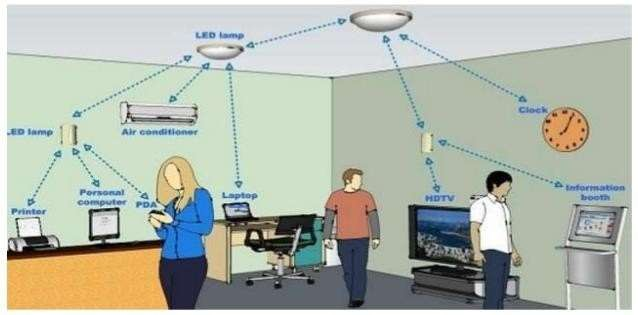 LED lamp
LED lamp
Air conditioner
Clock
Printer
Personal
computer
PDA
Laptop
HDTV
Information
booth